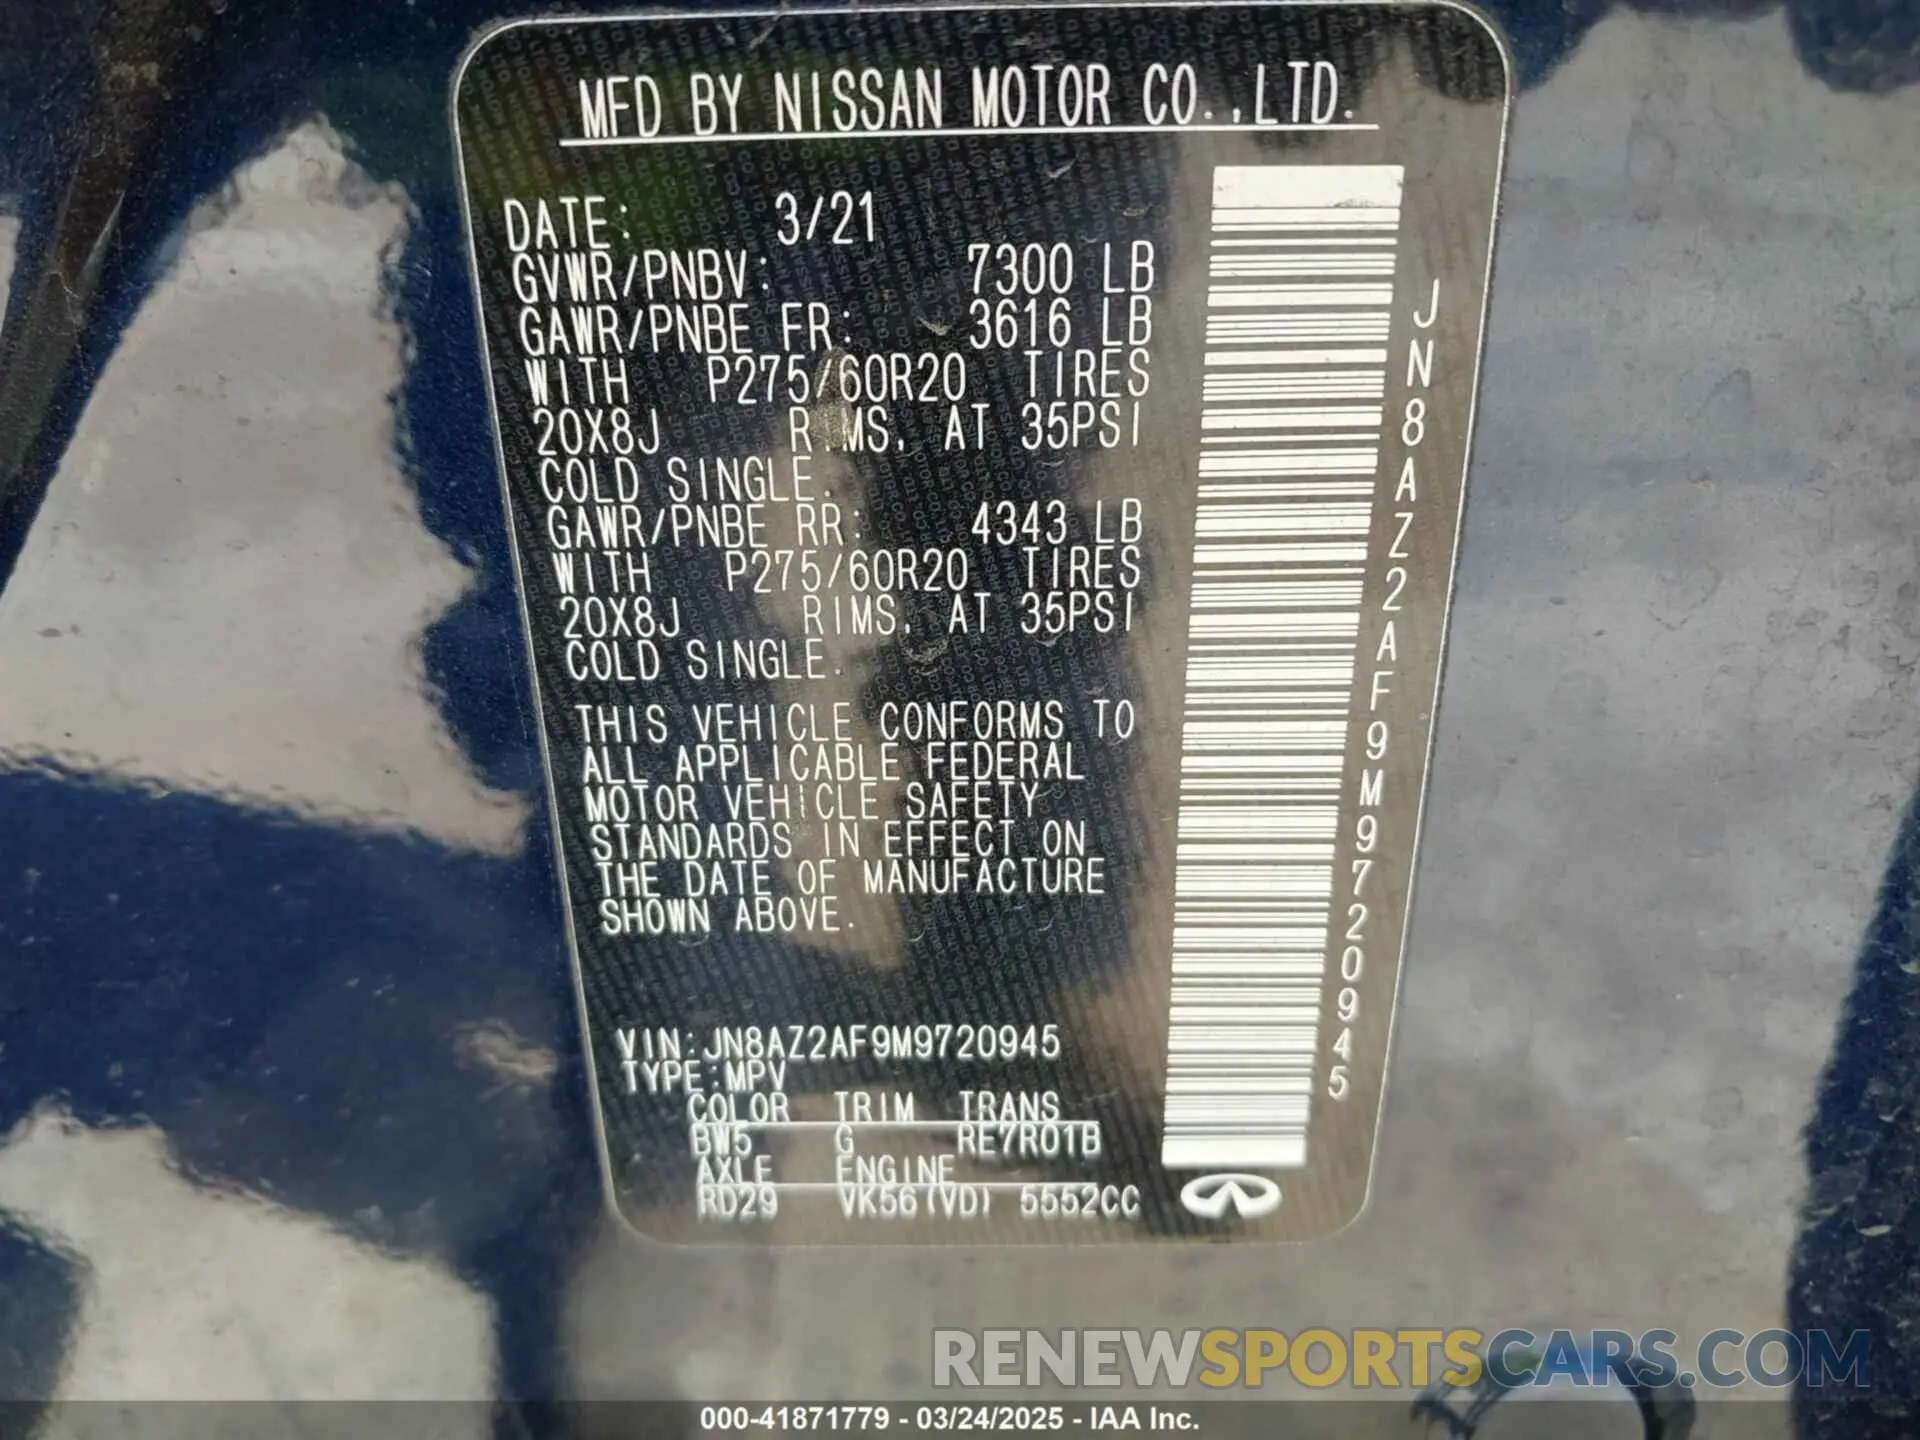 MFD BY NISSAN MOTOR CO.,LTD.
DATE: 3/21
GVWR/PNBV: 7300 LB
GAWR/PNBE FR: 3616 LB
WITH P275/60R20 TIRES
20X8J RIMS, AT 35PSI
COLD SINGLE.
GAWR/PNBE RR: 4343 LB
WITH P275/60R20 TIRES
20X8J RIMS, AT 35PSI
COLD SINGLE.
THIS VEHICLE CONFORMS TO
ALL APPLICABLE FEDERAL
MOTOR VEHICLE SAFETY
STANDARDS IN EFFECT ON
THE DATE OF MANUFACTURE
SHOWN ABOVE.
VIN:JN8AZ2AF9M9720945
TYPE:MPV
COLOR TRIM TRANS
BW5 G RE7R01B
AXLE ENGINE
RD29 VK56(VD) 5552CC
JN8AZ2AF9M9720945
RENEWSPORTSCARS.COM
000-41871779 - 03/24/2025 - IAA Inc.